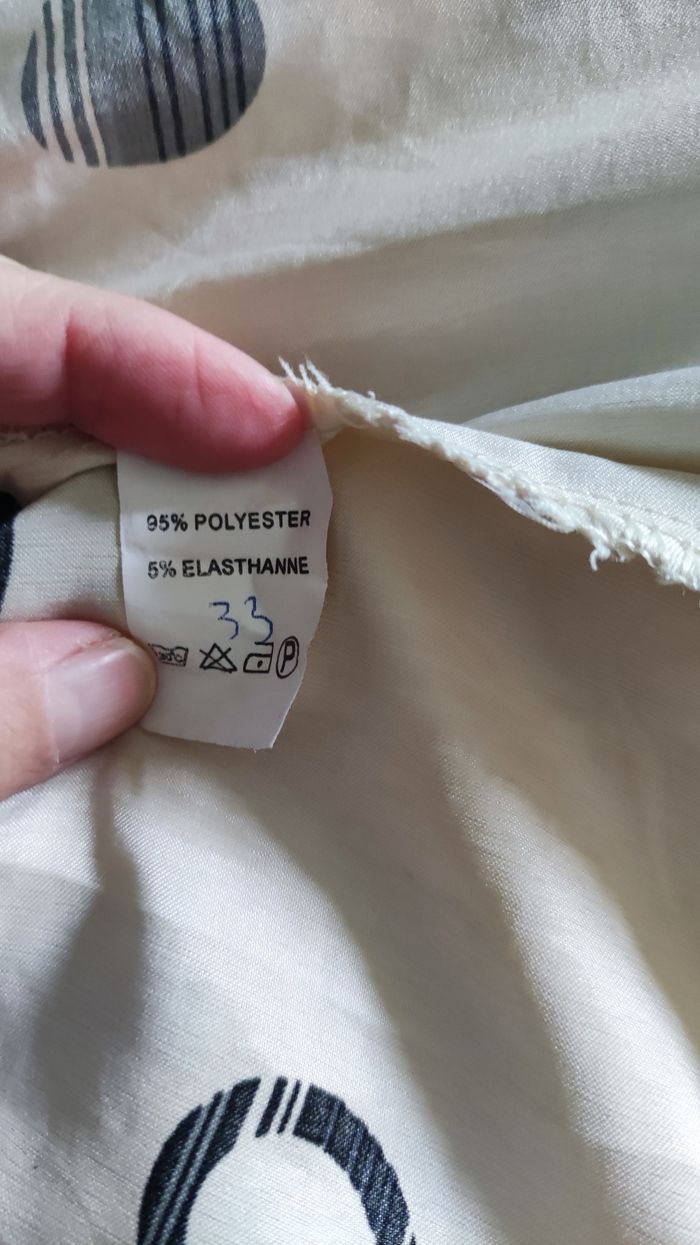 95% POLYESTER
5% ELASTHANNE
33
P